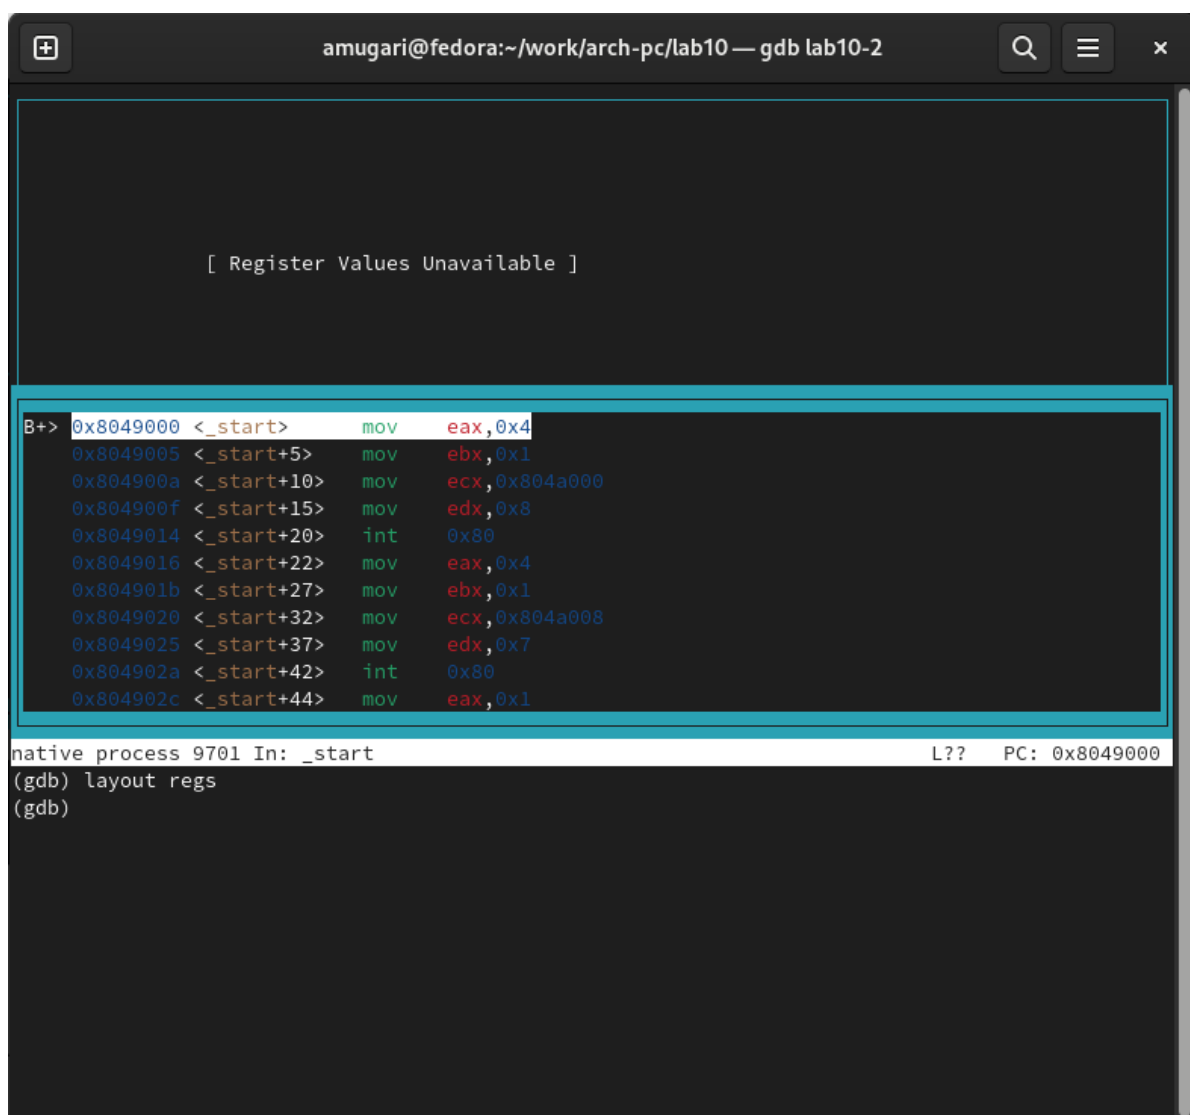 amugari@fedora:~/work/arch-pc/lab10 — gdb lab10-2
[ Register Values Unavailable ]
B+> 0x8049000 <_start> mov eax,0x4
0x8049005 <_start+5> mov ebx,0x1
0x804900a <_start+10> mov ecx,0x804a000
0x804900f <_start+15> mov edx,0x8
0x8049014 <_start+20> int 0x80
0x8049016 <_start+22> mov eax,0x4
0x804901b <_start+27> mov ebx,0x1
0x8049020 <_start+32> mov ecx,0x804a008
0x8049025 <_start+37> mov edx,0x7
0x804902a <_start+42> int 0x80
0x804902c <_start+44> mov eax,0x1
native process 9701 In: _start L?? PC: 0x8049000
(gdb) layout regs
(gdb)